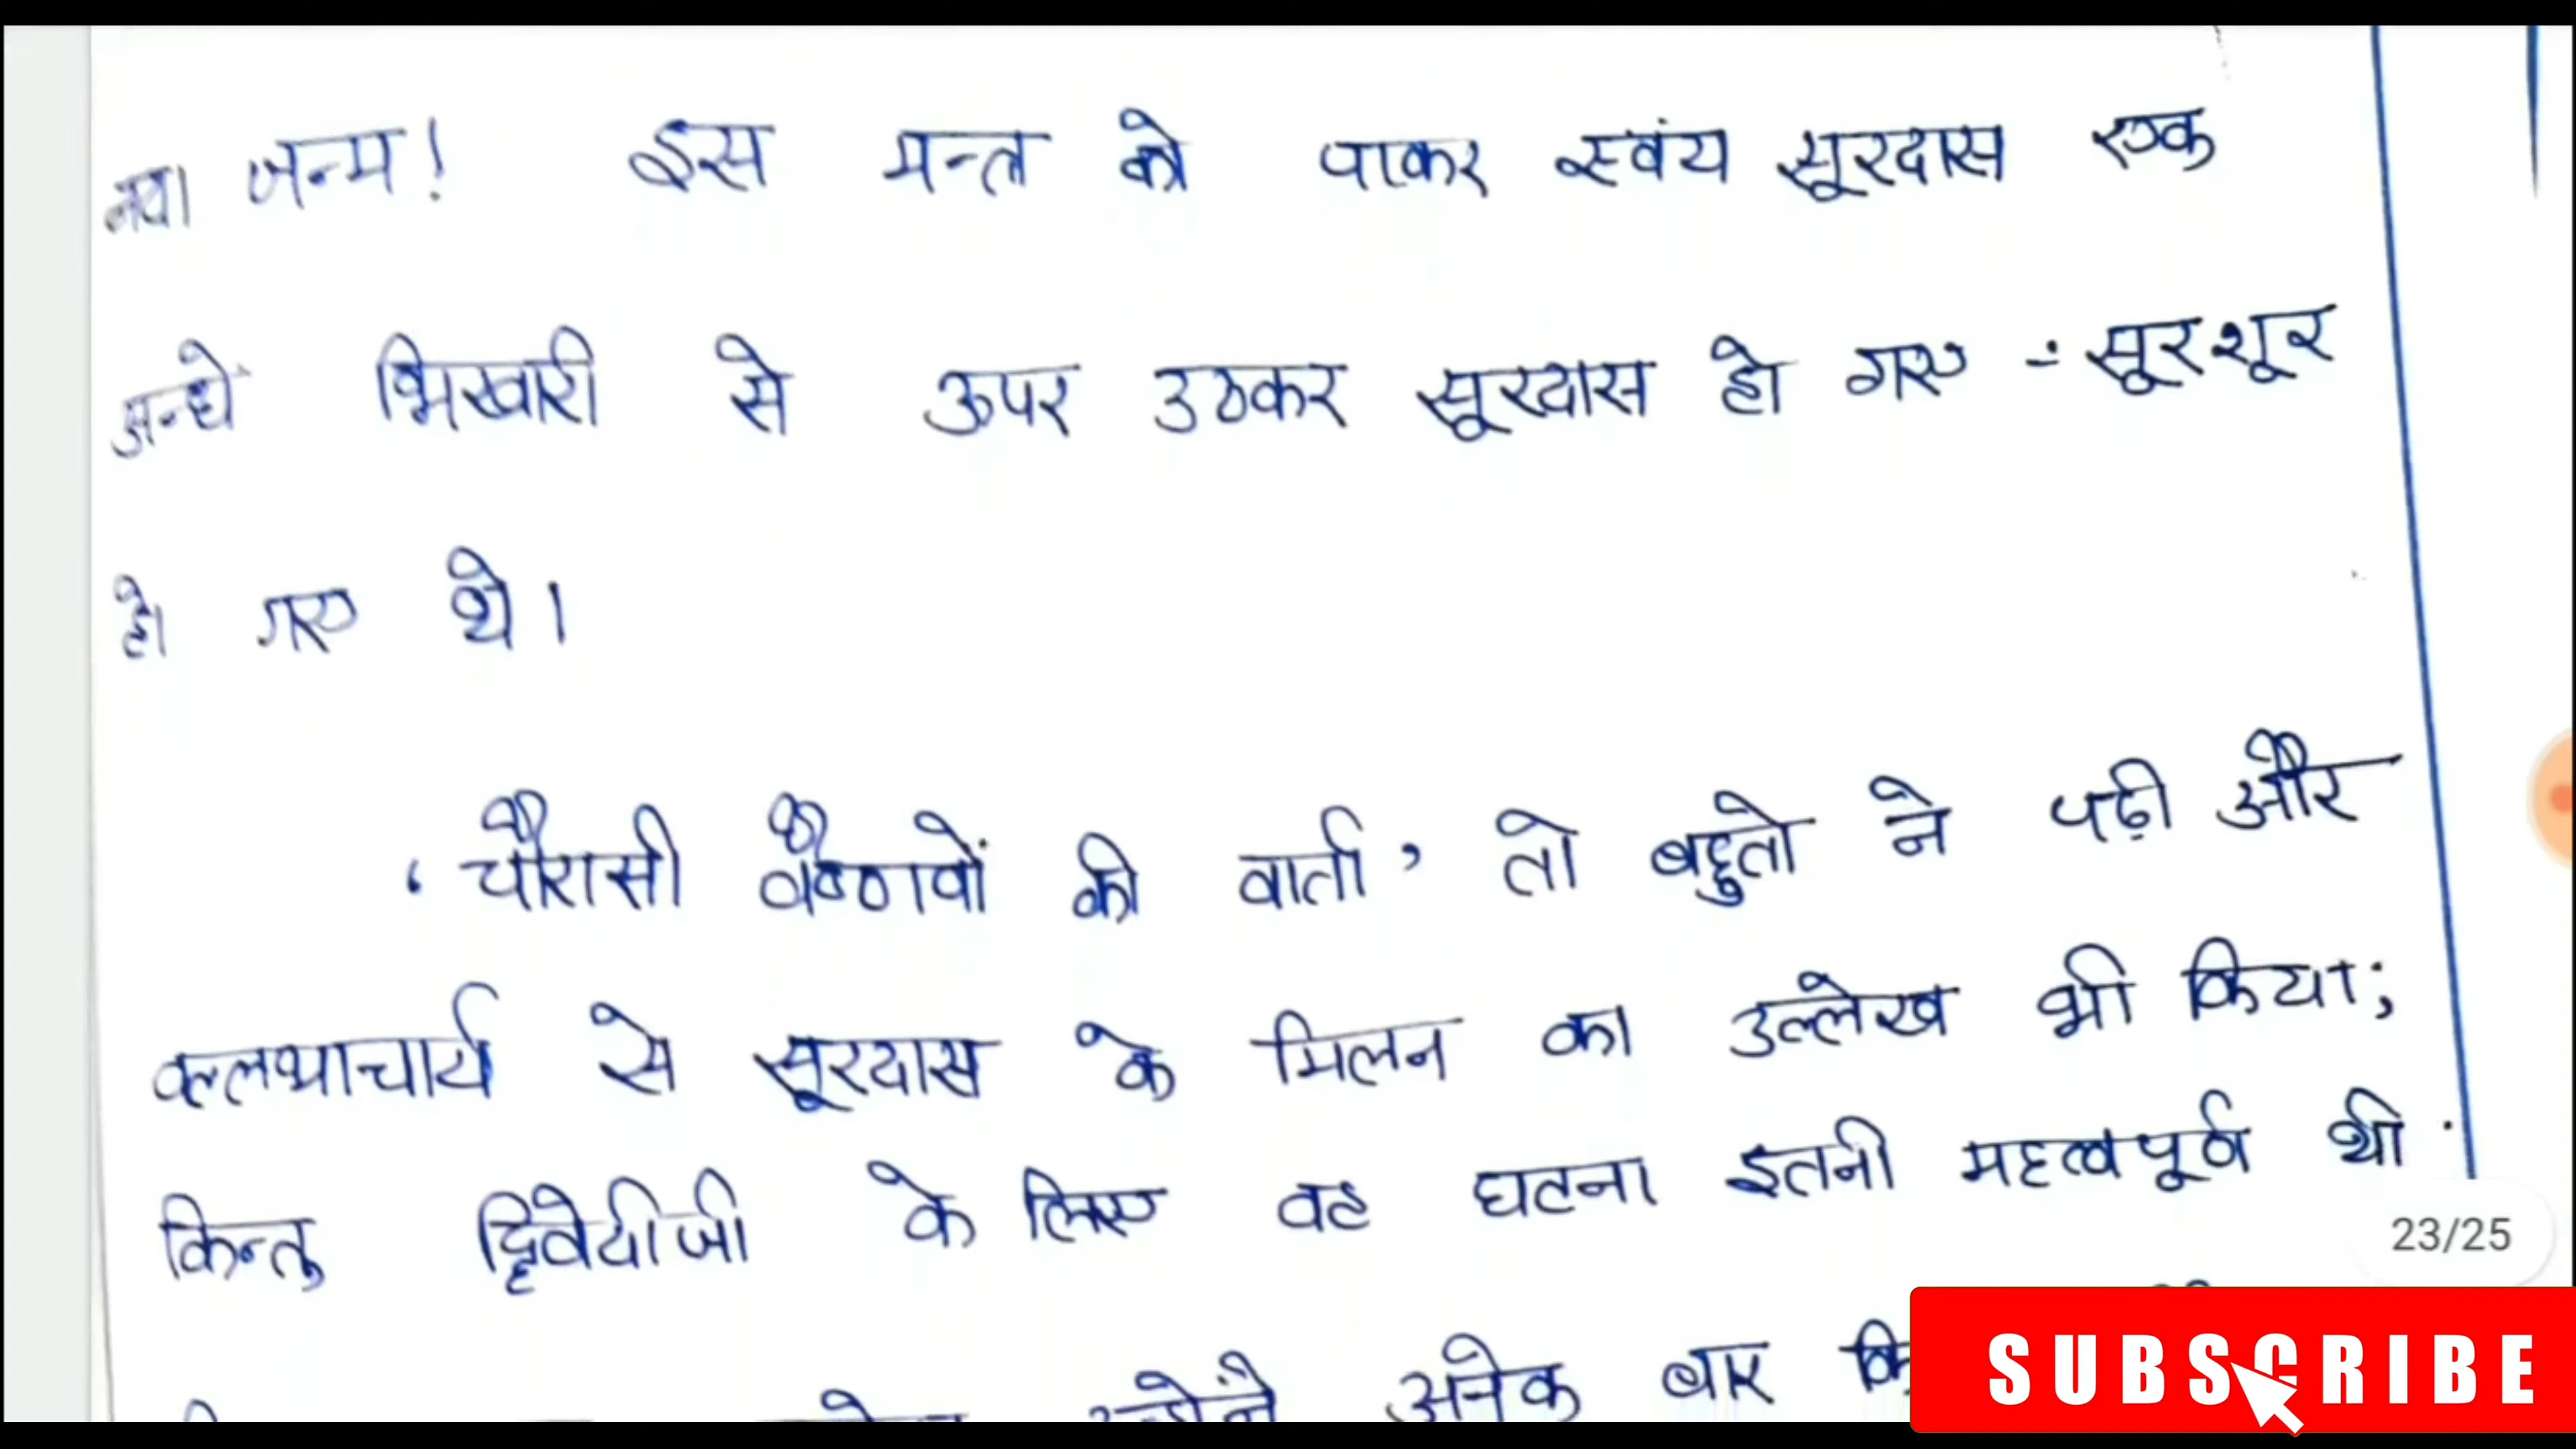 नया जन्म! इस मन्त्र को पाकर स्वंय सूरदास एक
अन्धे भिखारी से ऊपर उठकर सूरदास हो गए -: सूरशूर
हो गए थे।
'चौरासी वैष्णवों की वार्ता' तो बहुतो ने पढ़ी और
वल्लभाचार्य से सूरदास के मिलन का उल्लेख भी किया;
किन्तु द्विवेदीजी के लिए वह घटना इतनी महत्वपूर्व थी
23/25
अनेक बार
SUBSCRIBE